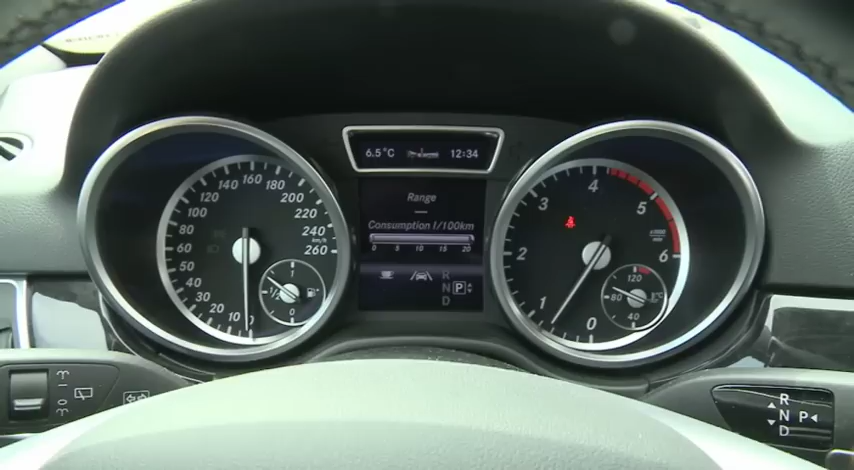 6.5°C 12:34
Range
Consumption l/100km
0 5 10 15 20
R
N P
D
10 20 30 40 50 60 80 100 120 140 160 180 200 220 240 260
km/h
1
1/2
0
0 1 2 3 4 5 6
120
80 °C
40
0
R
N P
D